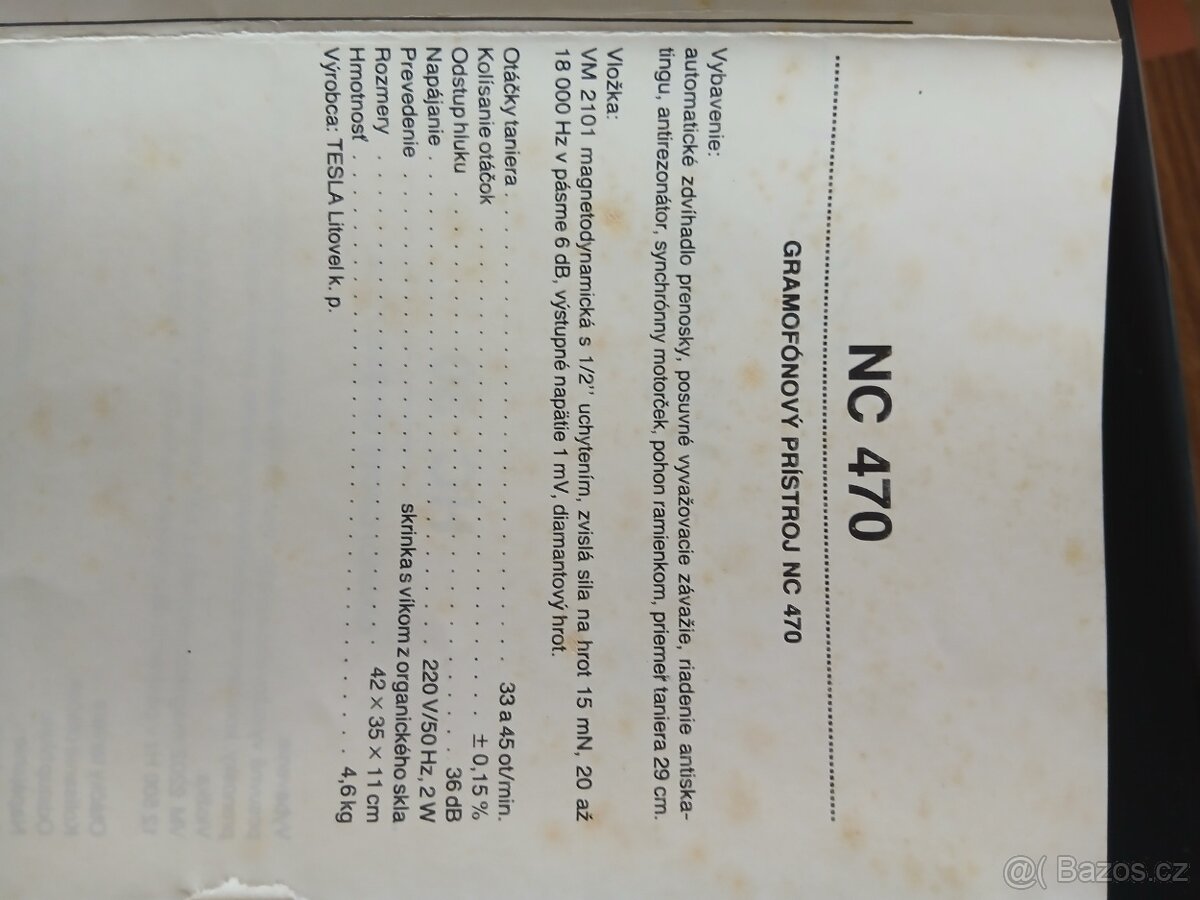 NC 470
GRAMOFÓNOVÝ PRÍSTROJ NC 470
Vybavenie:
automatické zdvíhadlo prenosky, posuvné vyvažovacie závažie, riadenie antiska-
tingu, antirezonátor, synchrónny motorček, pohon ramienkom, priemeř taniera 29 cm.
Vložka:
VM 2101 magnetodynamická s 1/2" uchytením, zvislá sila na hrot 15 mN, 20 až
18 000 Hz v pásme 6 dB, výstupné napätie 1 mV, diamantový hrot.
Otáčky taniera . . . . . . . . . . . . . . . . 33 a 45 ot/min.
Kolísanie otáčok . . . . . . . . . . . . . . . . ± 0,15 %
Odstup hluku . . . . . . . . . . . . . . . . 36 dB
Napájanie . . . . . . . . . . . . . . . . 220 V/50 Hz, 2 W
Prevedenie . . . . . . . . . . . . skrinka s víkom z organického skla
Rozmery . . . . . . . . . . . . . . . . 42 × 35 × 11 cm
Hmotnosť . . . . . . . . . . . . . . . . 4,6 kg
Výrobca: TESLA Litovel k. p.
@( Bazos.cz